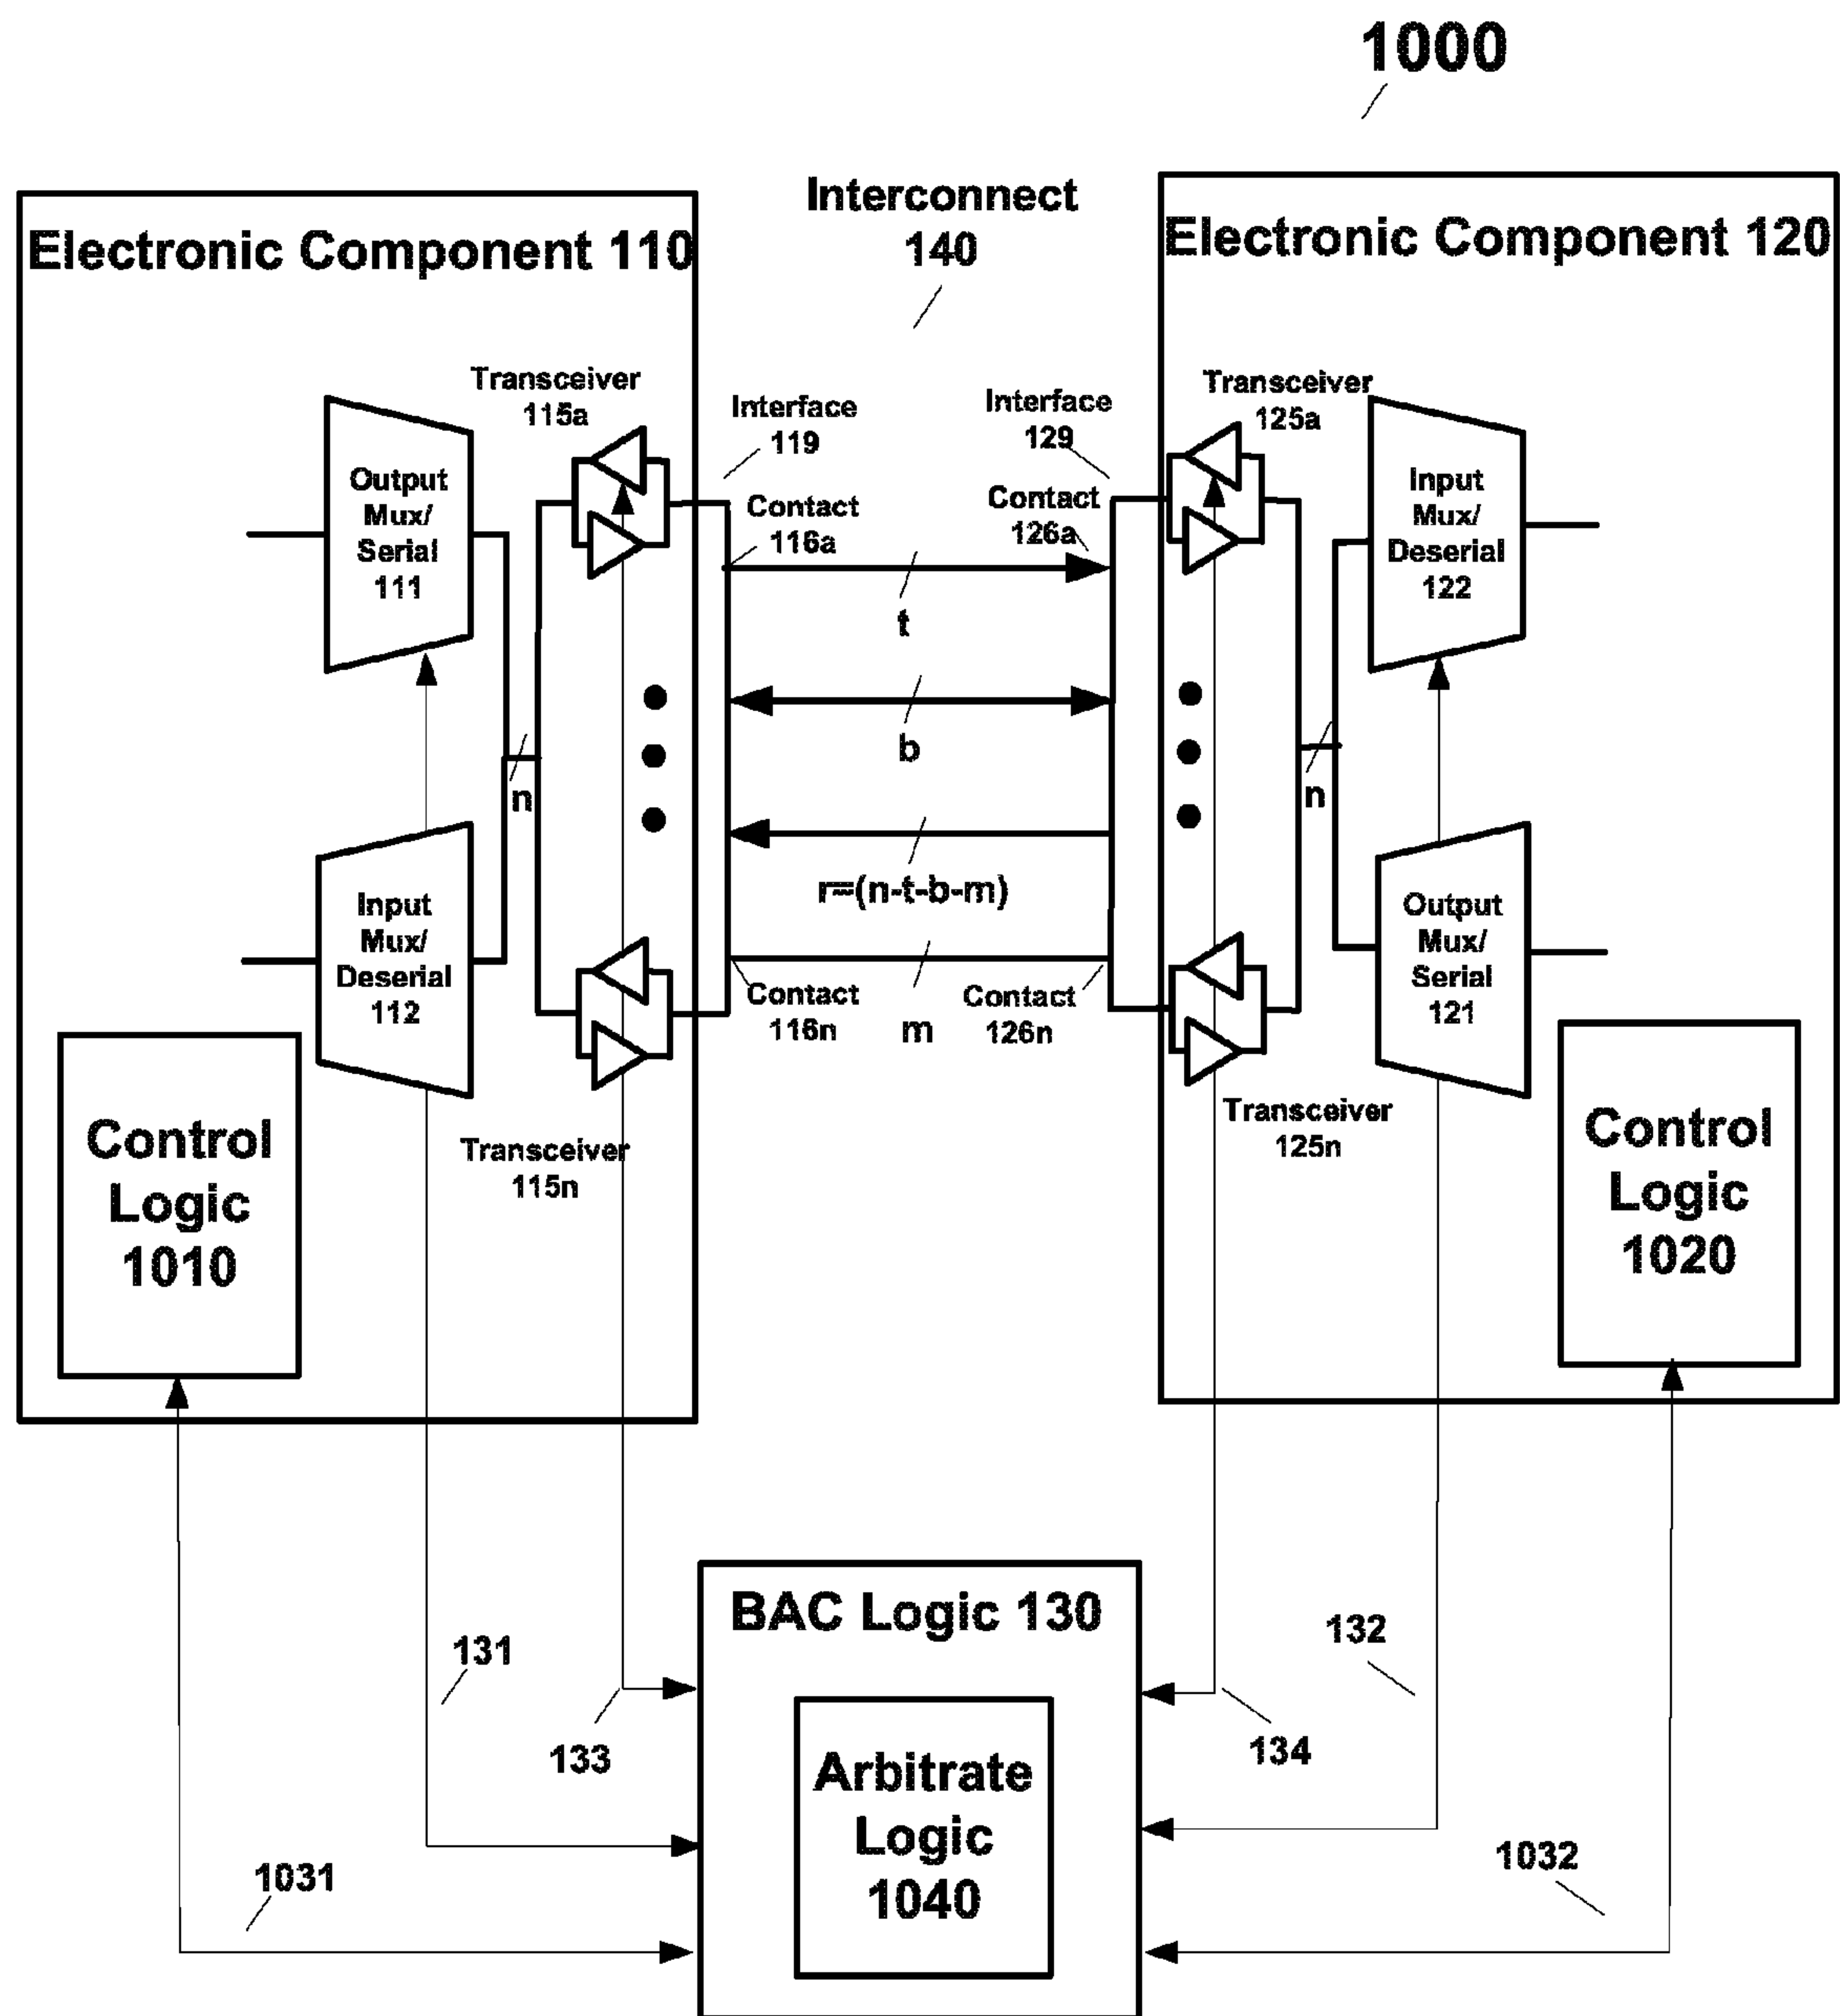 1000
Interconnect
140
Electronic Component 110
Electronic Component 120
Transceiver
115a
Interface
119
Interface
129
Transceiver
125a
Output
Mux/
Serial
111
Contact
116a
Contact
126a
Input
Mux/
Deserial
122
t
b
n
n
r=(n-t-b-m)
Input
Mux/
Deserial
112
Output
Mux/
Serial
121
Contact
116n
m
Contact
126n
Control
Logic
1010
Transceiver
115n
Transceiver
125n
Control
Logic
1020
BAC Logic 130
131
132
133
134
Arbitrate
Logic
1040
1031
1032